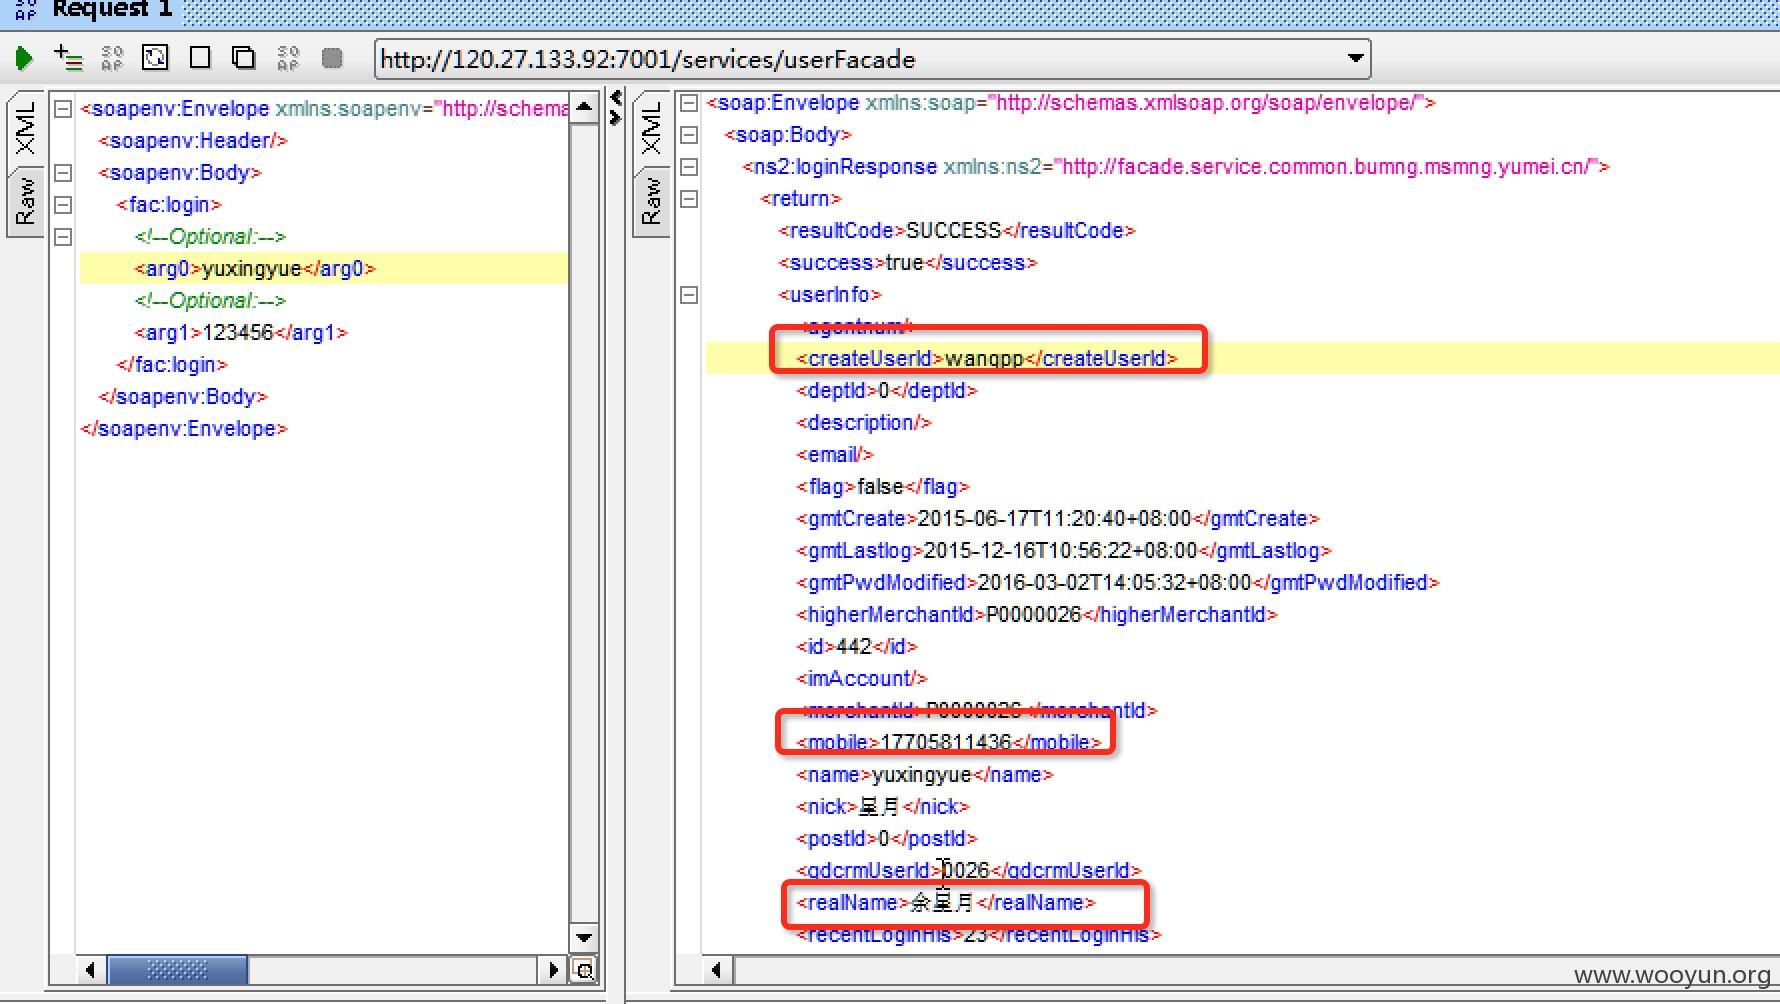 Request 1
http://120.27.133.92:7001/services/userFacade
XML
Raw
<soapenv:Envelope xmlns:soapenv="http://schema
<soapenv:Header/>
<soapenv:Body>
<fac:login>
<!--Optional:-->
<arg0>yuxingyue</arg0>
<!--Optional:-->
<arg1>123456</arg1>
</fac:login>
</soapenv:Body>
</soapenv:Envelope>
XML
Raw
<soap:Envelope xmlns:soap="http://schemas.xmlsoap.org/soap/envelope/">
<soap:Body>
<ns2:loginResponse xmlns:ns2="http://facade.service.common.bumng.msmng.yumei.cn/">
<return>
<resultCode>SUCCESS</resultCode>
<success>true</success>
<userInfo>
<agentnum/>
<createUserId>wangpp</createUserId>
<deptId>0</deptId>
<description/>
<email/>
<flag>false</flag>
<gmtCreate>2015-06-17T11:20:40+08:00</gmtCreate>
<gmtLastlog>2015-12-16T10:56:22+08:00</gmtLastlog>
<gmtPwdModified>2016-03-02T14:05:32+08:00</gmtPwdModified>
<higherMerchantId>P0000026</higherMerchantId>
<id>442</id>
<imAccount/>
<merchantId>P0000026</merchantId>
<mobile>17705811436</mobile>
<name>yuxingyue</name>
<nick>星月</nick>
<postId>0</postId>
<qdcrmUserId>0026</qdcrmUserId>
<realName>余星月</realName>
<recentLoginHis>23</recentLoginHis>
www.wooyun.org